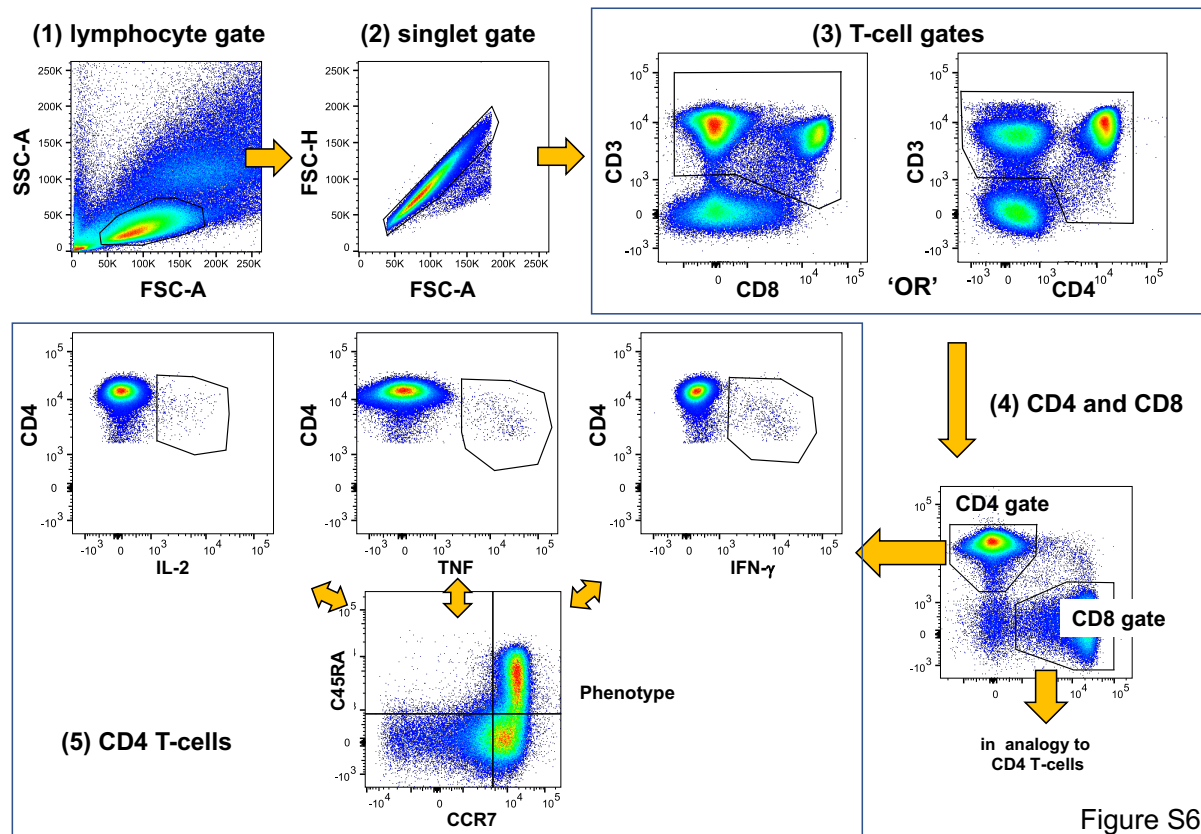 (1) lymphocyte gate
(2) singlet gate
(3) T-cell gates
SSC-A
250K
200K
150K
100K
50K
0
0 50K 100K 150K 200K 250K
FSC-A
FSC-H
250K
200K
150K
100K
50K
0
50K 100K 150K 200K 250K
FSC-A
CD3
10^5
10^4
10^3
0
-10^3
0 10^4 10^5
CD8
'OR'
CD3
10^5
10^4
10^3
0
-10^3
-10^3 0 10^3 10^4 10^5
CD4
(4) CD4 and CD8
CD4 gate
CD8 gate
10^5
10^3
0
-10^3
-10^3 0 10^3 10^4 10^5
in analogy to
CD4 T-cells
CD4
10^5
10^4
10^3
0
-10^3
-10^3 0 10^3 10^4 10^5
IL-2
CD4
10^5
10^4
10^3
0
-10^3
-10^3 0 10^3 10^4 10^5
TNF
CD4
10^5
10^4
10^3
0
-10^3
-10^3 0 10^3 10^4 10^5
IFN-γ
C45RA
10^5
0
-10^3
-10^4 0 10^4 10^5
CCR7
Phenotype
(5) CD4 T-cells
Figure S6